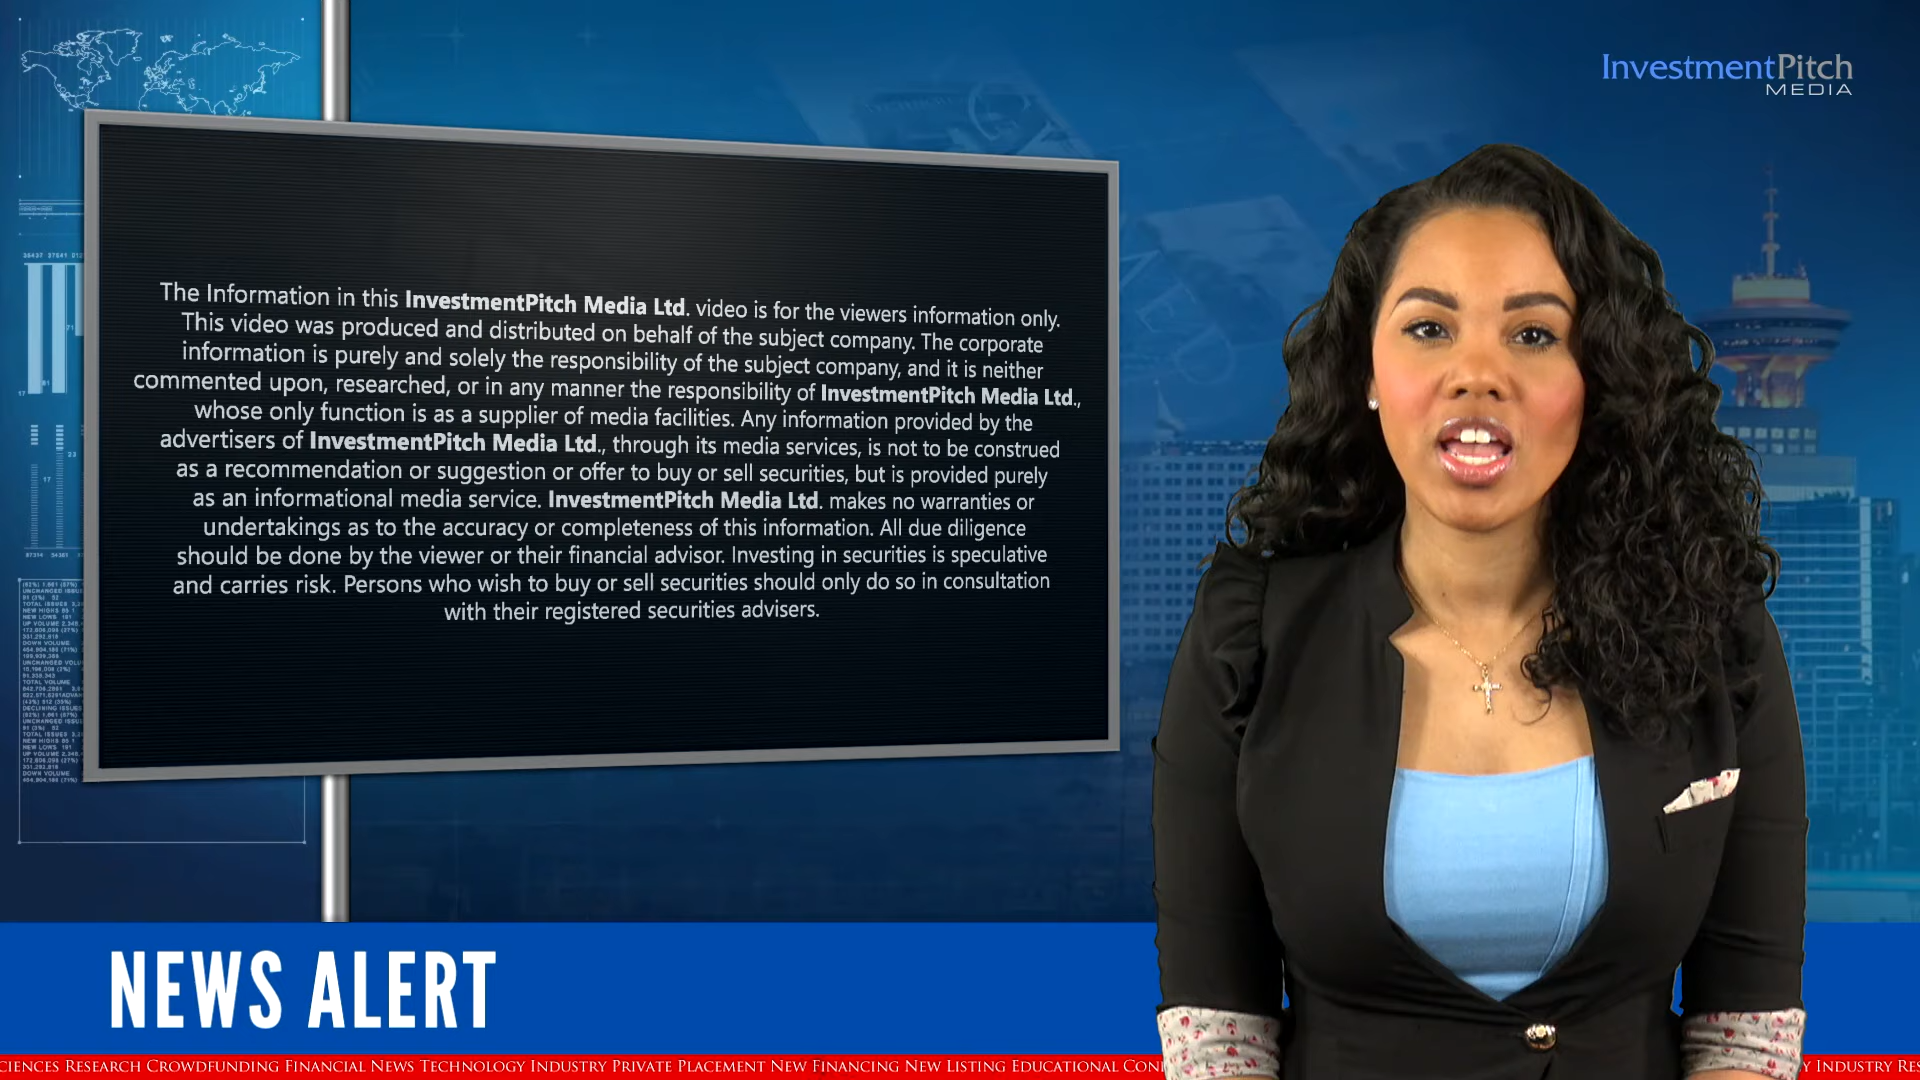 InvestmentPitch
MEDIA
The Information in this InvestmentPitch Media Ltd. video is for the viewers information only.
This video was produced and distributed on behalf of the subject company. The corporate
information is purely and solely the responsibility of the subject company, and it is neither
commented upon, researched, or in any manner the responsibility of InvestmentPitch Media Ltd.,
whose only function is as a supplier of media facilities. Any information provided by the
advertisers of InvestmentPitch Media Ltd., through its media services, is not to be construed
as a recommendation or suggestion or offer to buy or sell securities, but is provided purely
as an informational media service. InvestmentPitch Media Ltd. makes no warranties or
undertakings as to the accuracy or completeness of this information. All due diligence
should be done by the viewer or their financial advisor. Investing in securities is speculative
and carries risk. Persons who wish to buy or sell securities should only do so in consultation
with their registered securities advisers.
NEWS ALERT
CIENCES RESEARCH CROWDFUNDING FINANCIAL NEWS TECHNOLOGY INDUSTRY PRIVATE PLACEMENT NEW FINANCING NEW LISTING EDUCATIONAL CON Y INDUSTRY RES